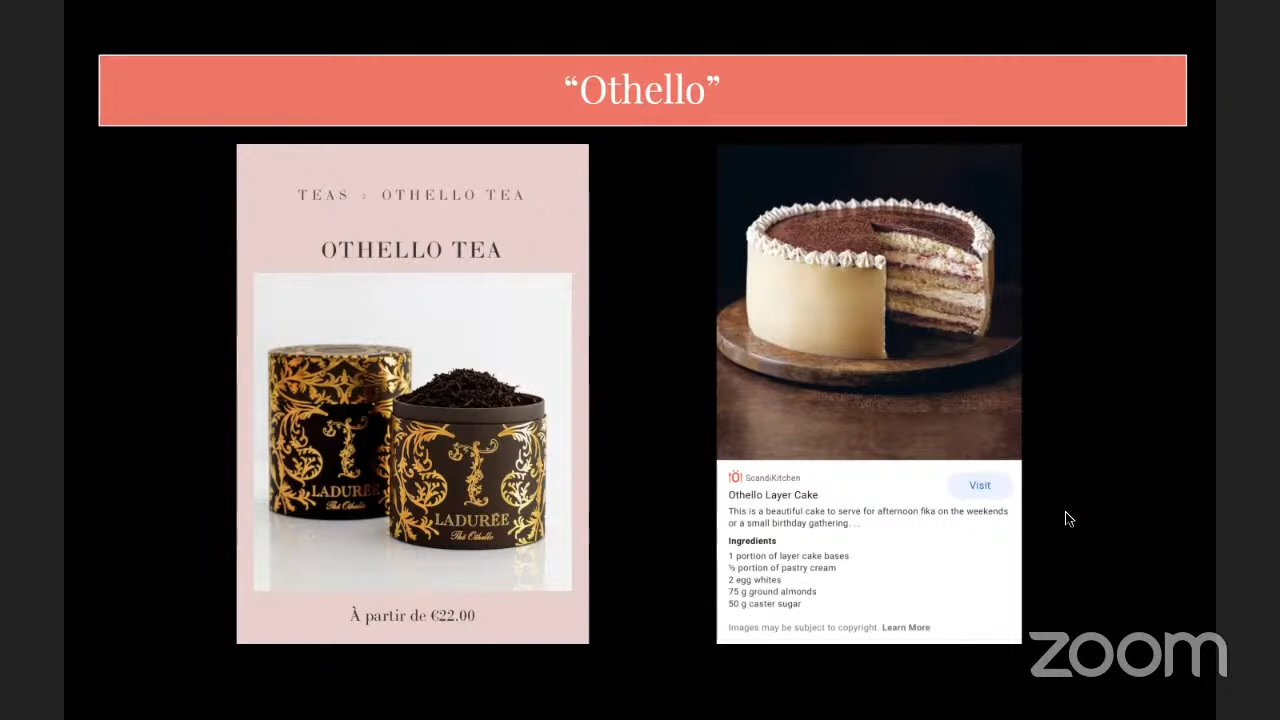 “Othello”
TEAS : OTHELLO TEA
OTHELLO TEA
LADURÉE
Thé Othello
LADURÉE
Thé Othello
À partir de €22.00
ScandiKitchen
Visit
Othello Layer Cake
This is a beautiful cake to serve for afternoon fika on the weekends
or a small birthday gathering....
Ingredients
1 portion of layer cake bases
½ portion of pastry cream
2 egg whites
75 g ground almonds
50 g caster sugar
Images may be subject to copyright. Learn More
zoom